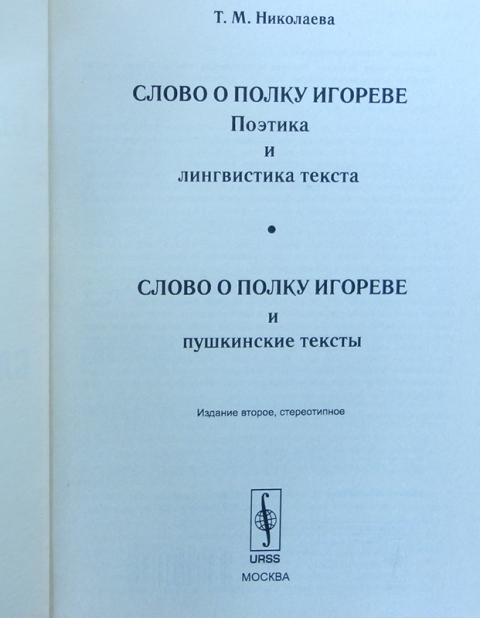 Т. М. Николаева
СЛОВО О ПОЛКУ ИГОРЕВЕ
Поэтика
и
лингвистика текста
•
СЛОВО О ПОЛКУ ИГОРЕВЕ
и
пушкинские тексты
Издание второе, стереотипное
URSS
МОСКВА